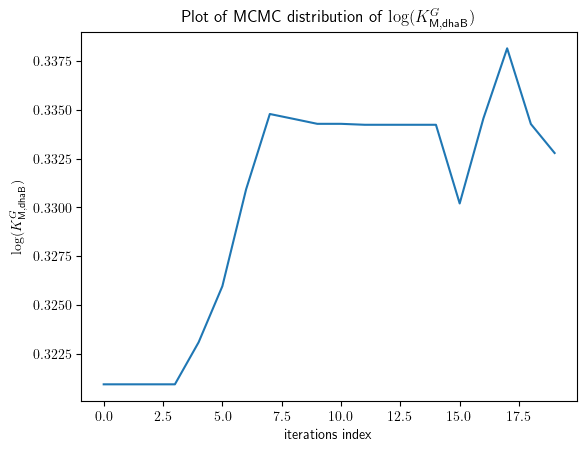 Plot of MCMC distribution of log(K^G_{M,dhaB})
log(K^G_{M,dhaB})
0.3375
0.3350
0.3325
0.3300
0.3275
0.3250
0.3225
0.0 2.5 5.0 7.5 10.0 12.5 15.0 17.5
iterations index